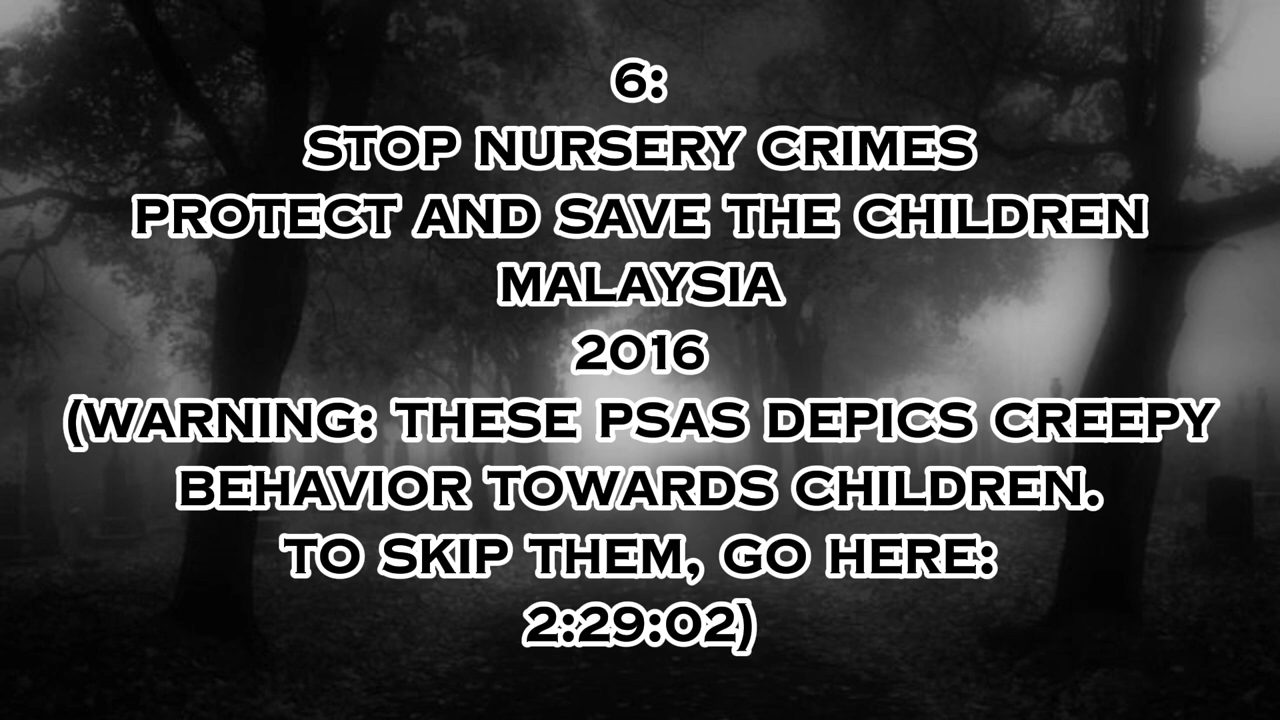 6:
STOP NURSERY CRIMES
PROTECT AND SAVE THE CHILDREN
MALAYSIA
2016
(WARNING: THESE PSAS DEPICS CREEPY
BEHAVIOR TOWARDS CHILDREN.
TO SKIP THEM, GO HERE:
2:29:02)